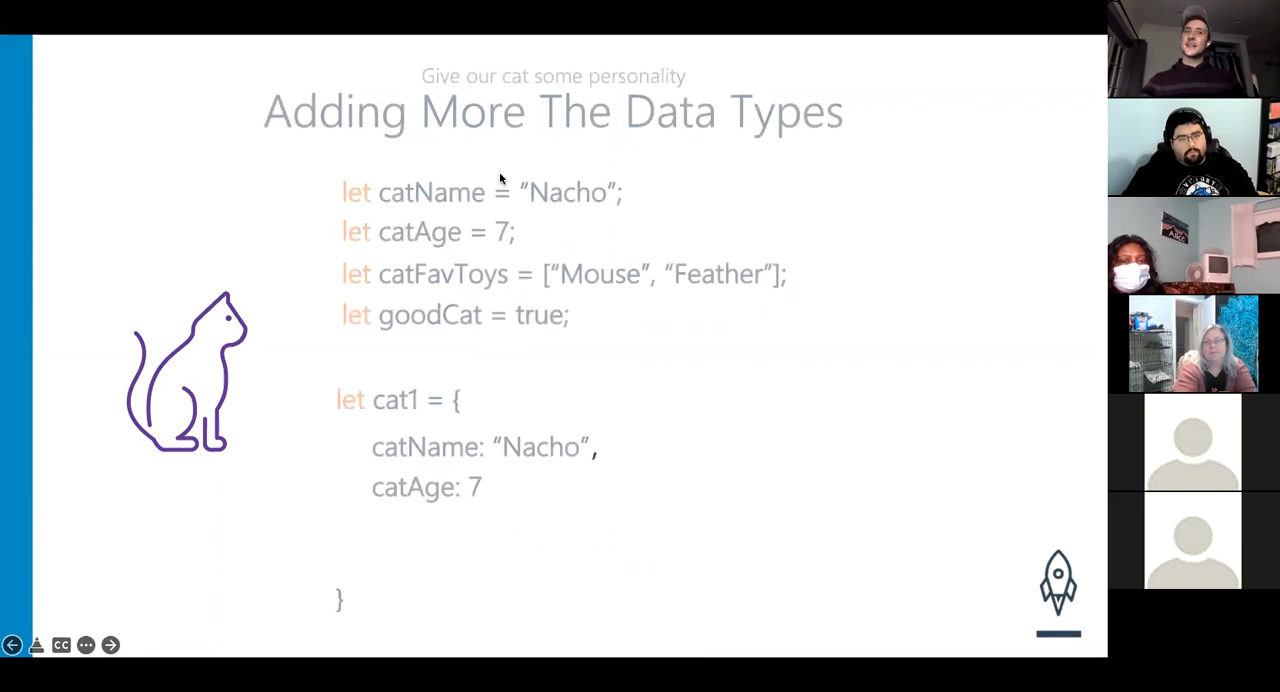 Give our cat some personality
Adding More The Data Types
let catName = “Nacho”;
let catAge = 7;
let catFavToys = [“Mouse”, “Feather”];
let goodCat = true;
let cat1 = {
catName: “Nacho”,
catAge: 7
}
CC